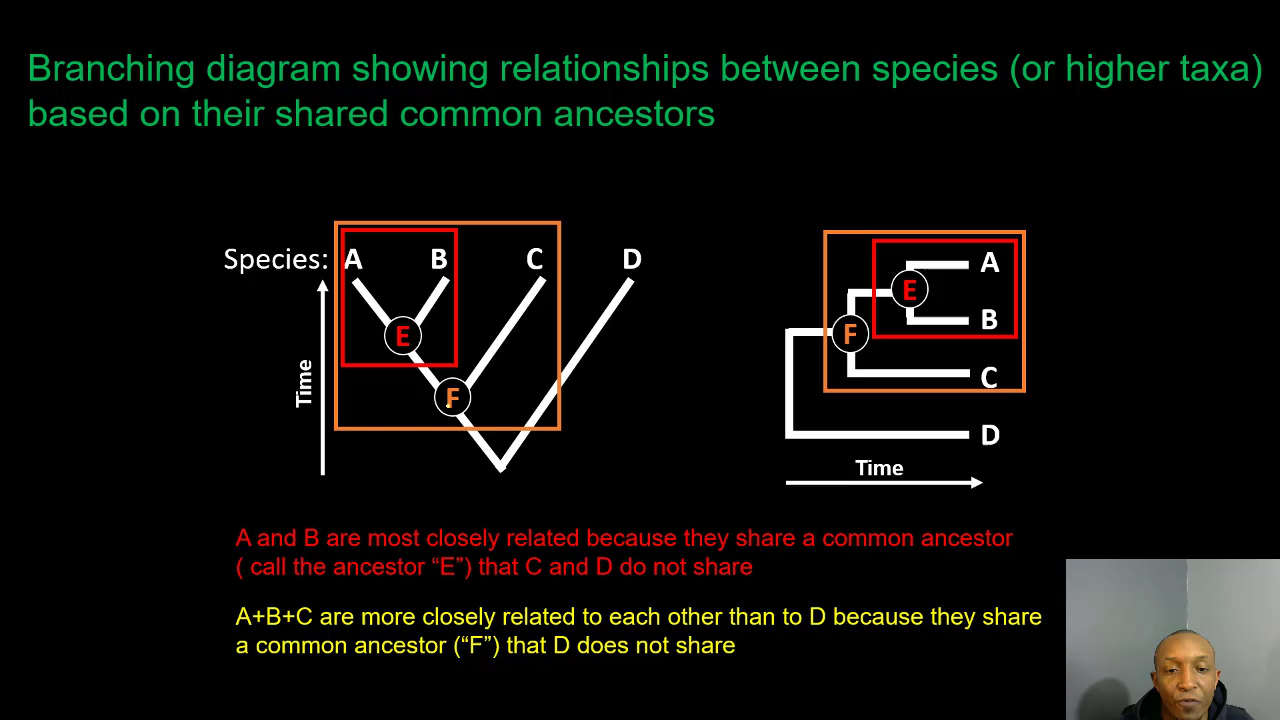 Branching diagram showing relationships between species (or higher taxa)
based on their shared common ancestors
Species: A B C D
E
F
Time
A
E
B
F
C
D
Time
A and B are most closely related because they share a common ancestor
( call the ancestor “E”) that C and D do not share
A+B+C are more closely related to each other than to D because they share
a common ancestor (“F”) that D does not share